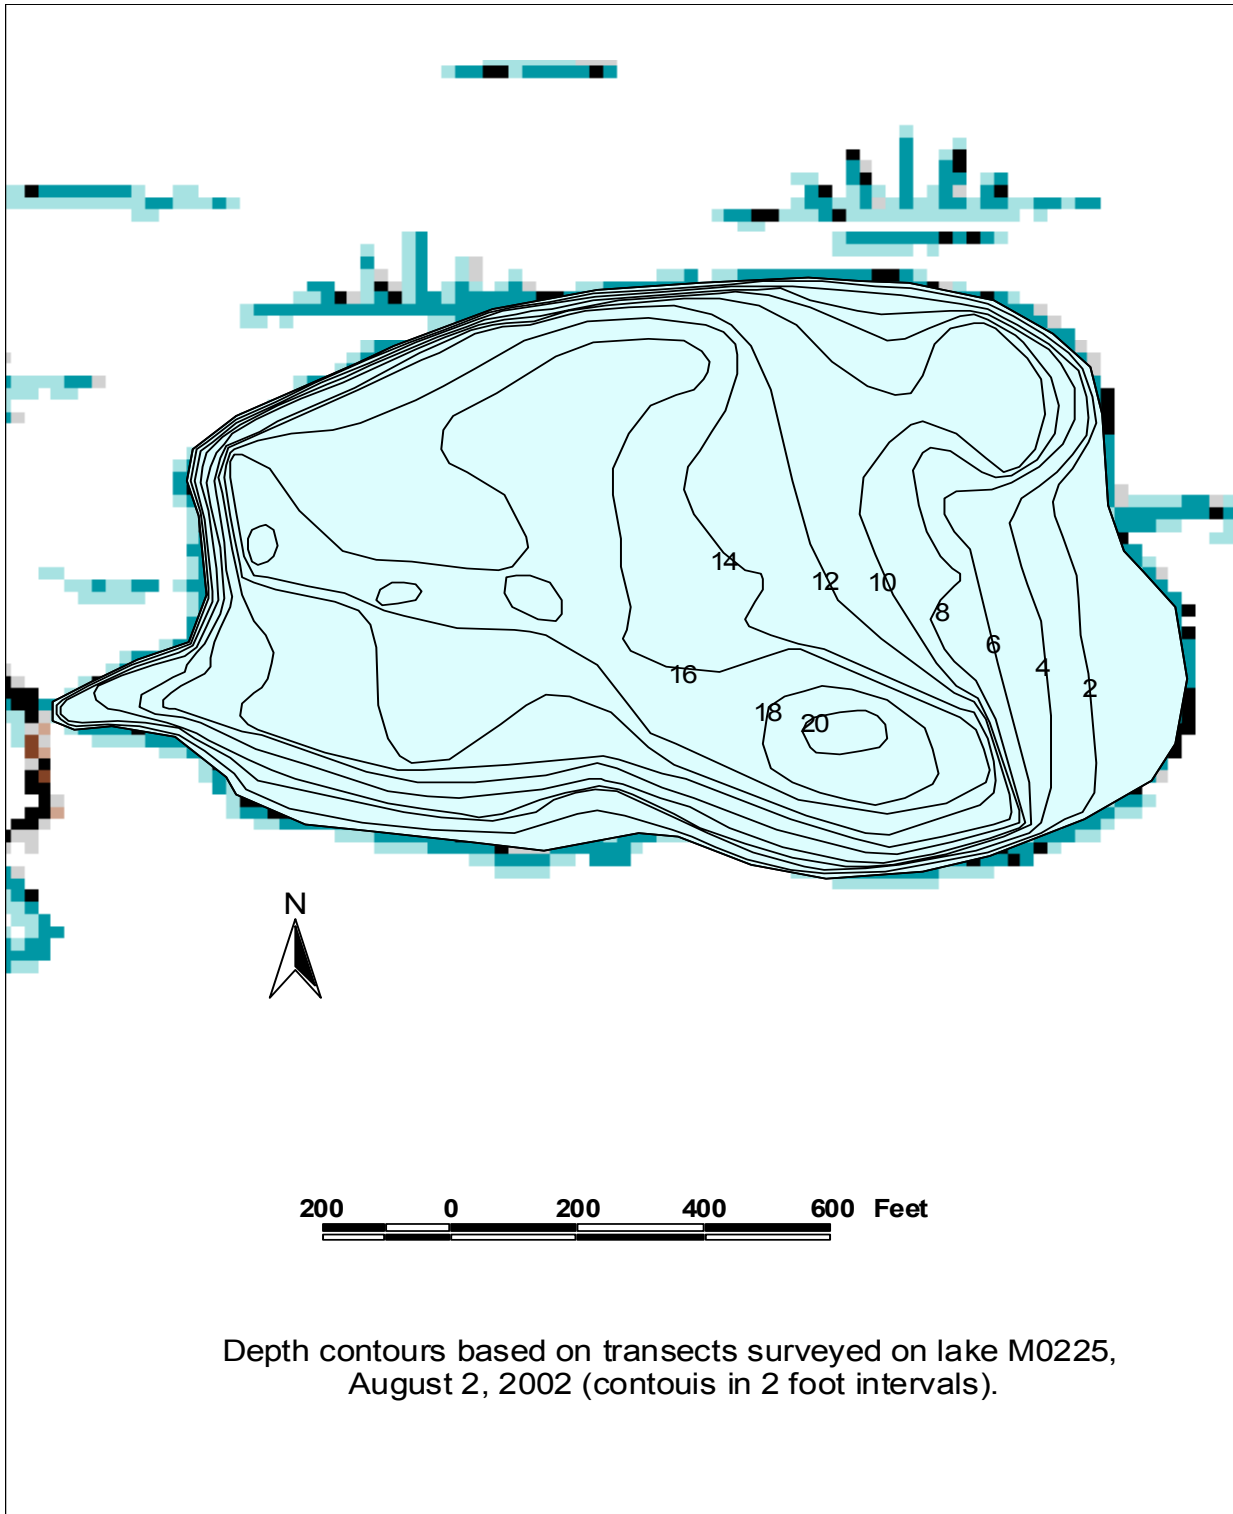 14
12
10
8
6
4
2
16
18
20
N
200 0 200 400 600 Feet
Depth contours based on transects surveyed on lake M0225,
August 2, 2002 (contouis in 2 foot intervals).